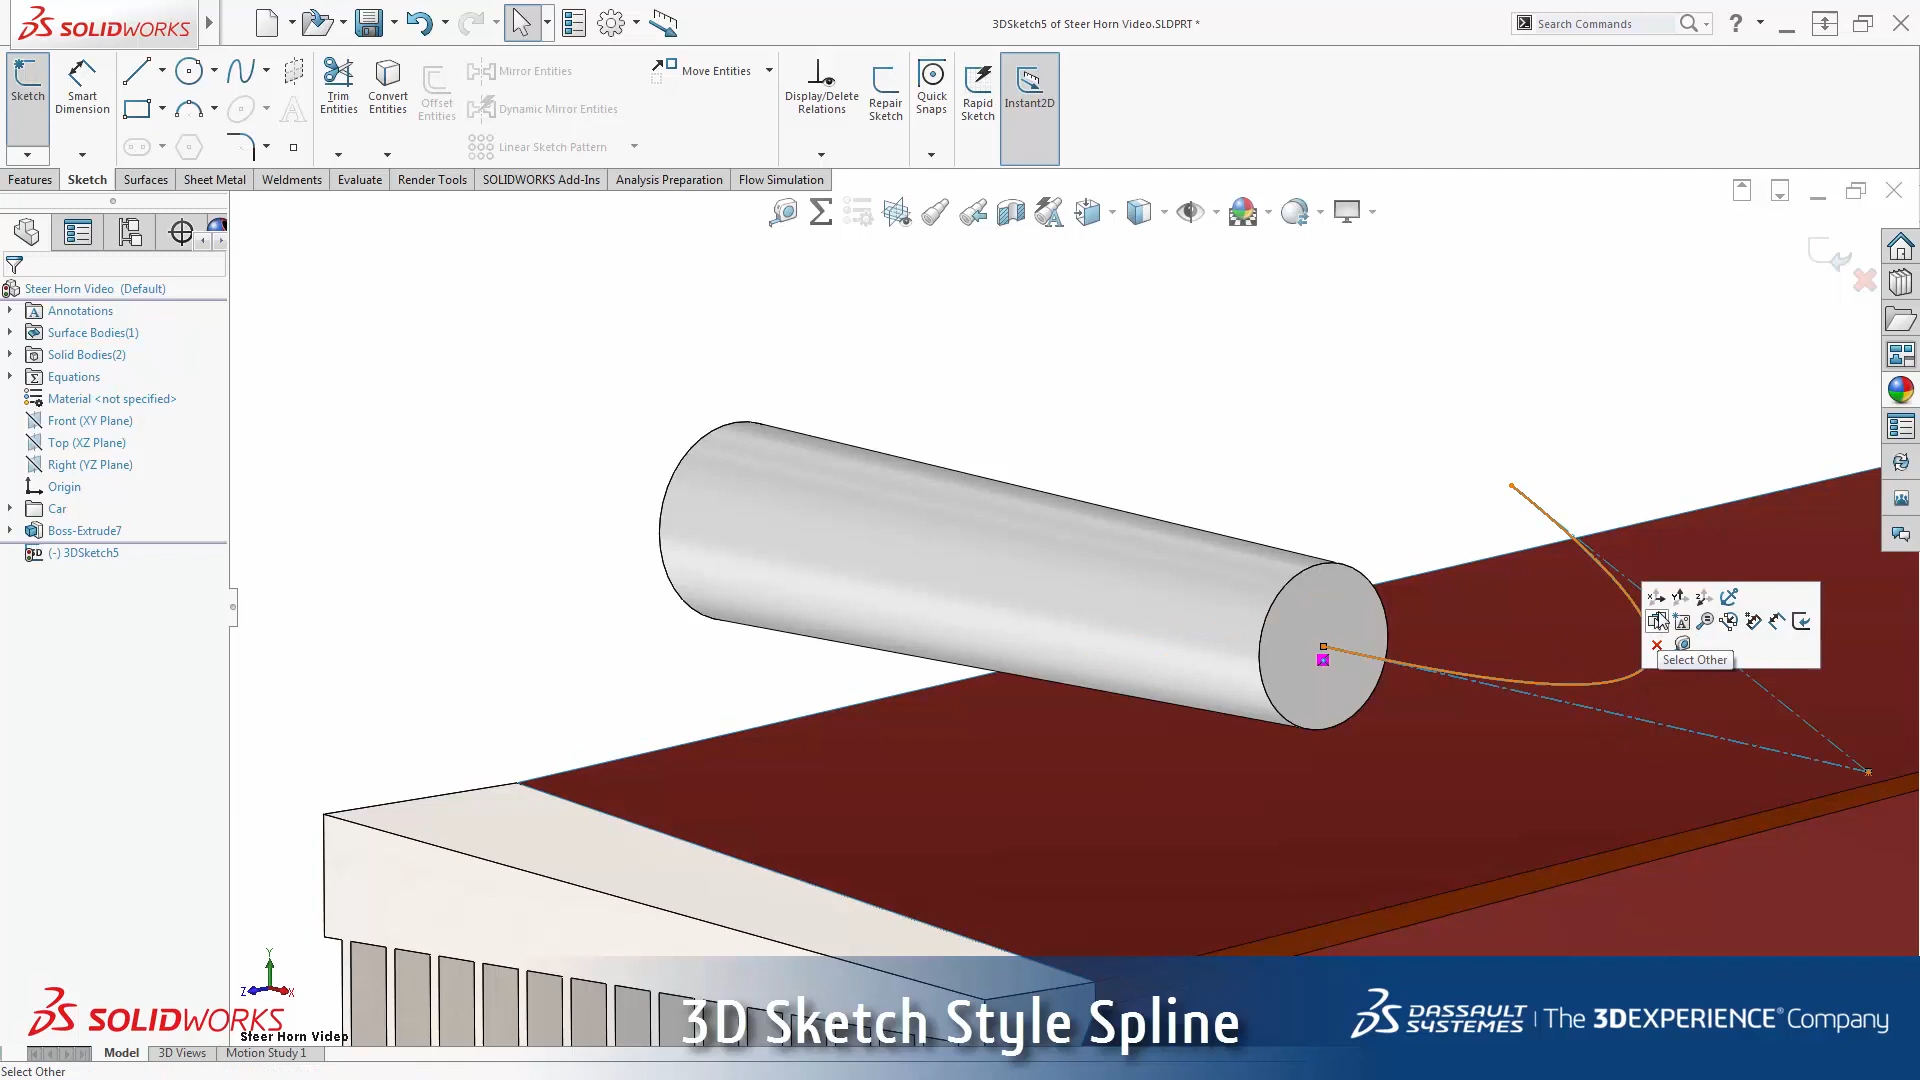 SOLIDWORKS
3DSketch5 of Steer Horn Video.SLDPRT *
Search Commands
?
Sketch
Smart Dimension
Trim Entities
Convert Entities
Offset Entities
Mirror Entities
Dynamic Mirror Entities
Linear Sketch Pattern
Move Entities
Display/Delete Relations
Repair Sketch
Quick Snaps
Rapid Sketch
Instant2D
Features
Sketch
Surfaces
Sheet Metal
Weldments
Evaluate
Render Tools
SOLIDWORKS Add-Ins
Analysis Preparation
Flow Simulation
Steer Horn Video (Default)
Annotations
Surface Bodies(1)
Solid Bodies(2)
Equations
Material <not specified>
Front (XY Plane)
Top (XZ Plane)
Right (YZ Plane)
Origin
Car
Boss-Extrude7
3D (-) 3DSketch5
Select Other
Y
Z X
SOLIDWORKS
Steer Horn Video
3D Sketch Style Spline
DASSAULT SYSTEMES | The 3DEXPERIENCE® Company
Model
3D Views
Motion Study 1
Select Other